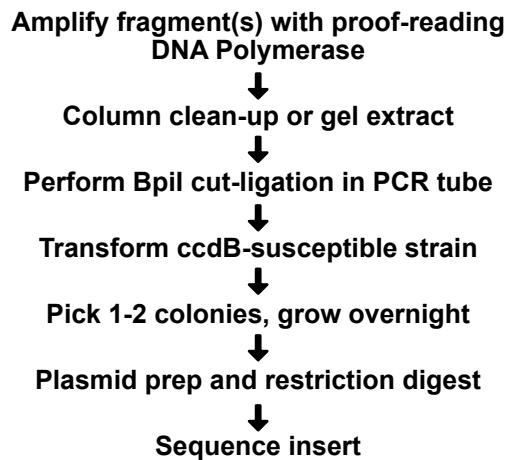 Amplify fragment(s) with proof-reading
DNA Polymerase
Column clean-up or gel extract
Perform BpiI cut-ligation in PCR tube
Transform ccdB-susceptible strain
Pick 1-2 colonies, grow overnight
Plasmid prep and restriction digest
Sequence insert